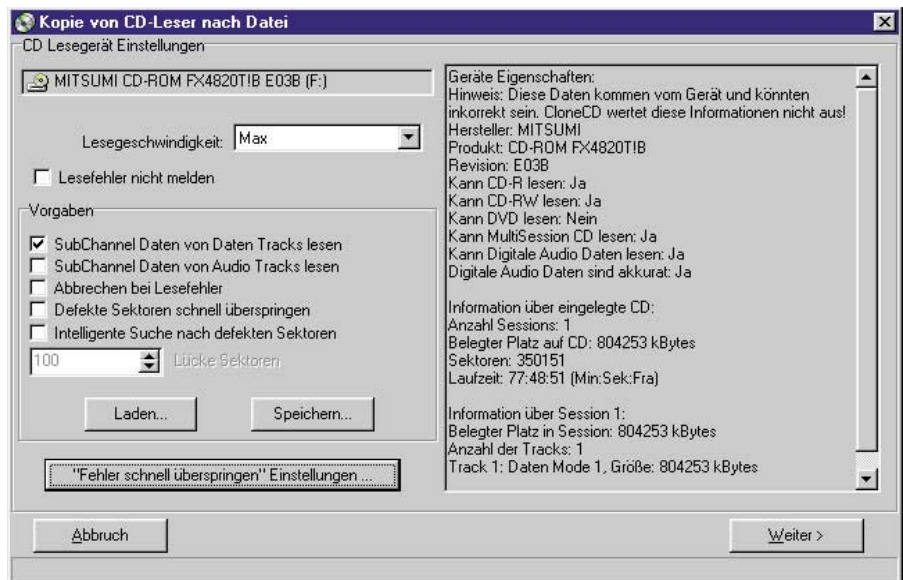 Kopie von CD-Leser nach Datei
CD Lesegerät Einstellungen
MITSUMI CD-ROM FX4820T!B E03B (F:)
Lesegeschwindigkeit: Max
Lesefehler nicht melden
Vorgaben
SubChannel Daten von Daten Tracks lesen
SubChannel Daten von Audio Tracks lesen
Abbrechen bei Lesefehler
Defekte Sektoren schnell überspringen
Intelligente Suche nach defekten Sektoren
100 Lücke Sektoren
Laden... Speichern...
"Fehler schnell überspringen" Einstellungen ...
Geräte Eigenschaften:
Hinweis: Diese Daten kommen vom Gerät und könnten
inkorrekt sein. CloneCD wertet diese Informationen nicht aus!
Hersteller: MITSUMI
Produkt: CD-ROM FX4820T!B
Revision: E03B
Kann CD-R lesen: Ja
Kann CD-RW lesen: Ja
Kann DVD lesen: Nein
Kann MultiSession CD lesen: Ja
Kann Digitale Audio Daten lesen: Ja
Digitale Audio Daten sind akkurat: Ja
Information über eingelegte CD:
Anzahl Sessions: 1
Belegter Platz auf CD: 804253 kBytes
Sektoren: 350151
Laufzeit: 77:48:51 (Min:Sek:Fra)
Information über Session 1:
Belegter Platz in Session: 804253 kBytes
Anzahl der Tracks: 1
Track 1: Daten Mode 1, Größe: 804253 kBytes
Abbruch Weiter >